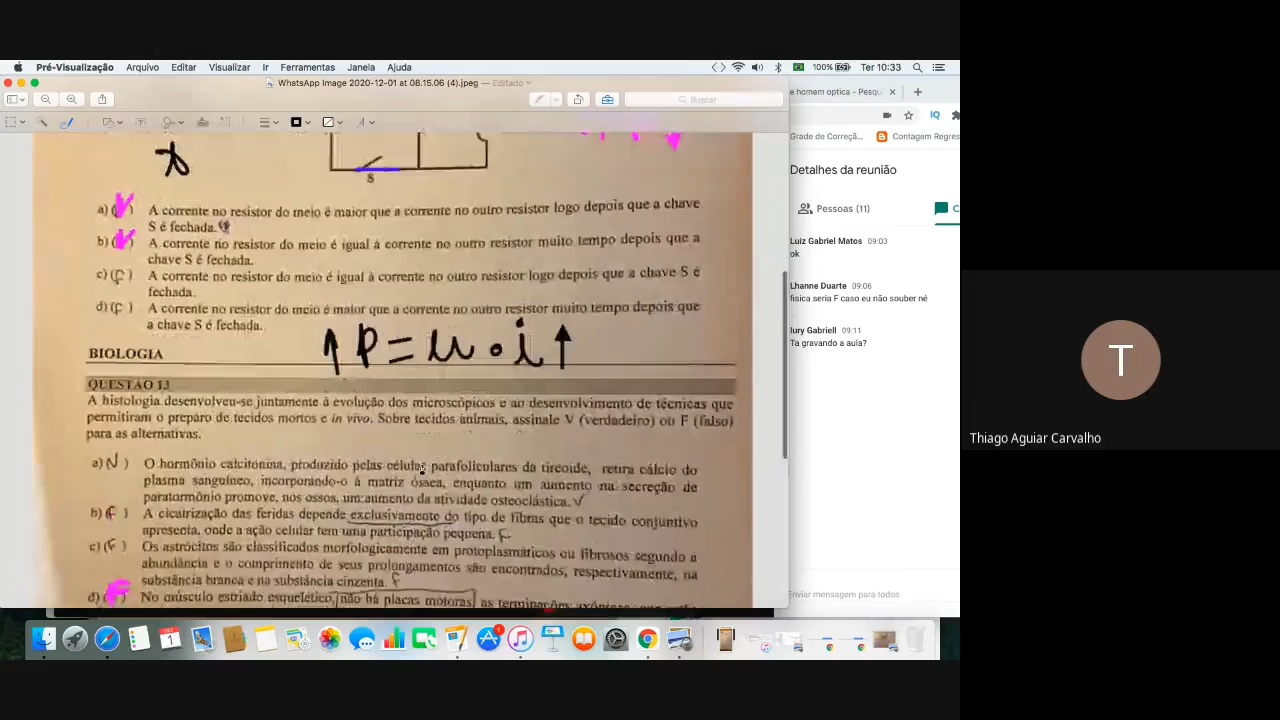 Pré-Visualização Arquivo Editar Visualizar Ir Ferramentas Janela Ajuda 100% Ter 10:33
WhatsApp Image 2020-12-01 at 08.15.06 (4).jpeg — Editado
Buscar
e homem optica - Pesqu
Grade de Correçã... Contagem Regres
S
a)(V) A corrente no resistor do meio é maior que a corrente no outro resistor logo depois que a chave
S é fechada.
b)(V) A corrente no resistor do meio é igual à corrente no outro resistor muito tempo depois que a
chave S é fechada.
c)(F) A corrente no resistor do meio é igual à corrente no outro resistor logo depois que a chave S é
fechada.
d)(F) A corrente no resistor do meio é maior que a corrente no outro resistor muito tempo depois que
a chave S é fechada.
↑ P = u • i ↑
BIOLOGIA
QUESTÃO 13
A histologia desenvolveu-se juntamente à evolução dos microscópicos e ao desenvolvimento de técnicas que
permitiram o preparo de tecidos mortos e in vivo. Sobre tecidos animais, assinale V (verdadeiro) ou F (falso)
para as alternativas.
a)(V) O hormônio calcitonina, produzido pelas células parafoliculares da tireoide, retira cálcio do
plasma sanguíneo, incorporando-o à matriz óssea, enquanto um aumento na secreção de
paratormônio promove, nos ossos, um aumento da atividade osteoclástica. V
b)(F) A cicatrização das feridas depende exclusivamente do tipo de fibras que o tecido conjuntivo
apresenta, onde a ação celular tem uma participação pequena. F
c)(F) Os astrócitos são classificados morfologicamente em protoplasmáticos ou fibrosos segundo a
abundância e o comprimento de seus prolongamentos são encontrados, respectivamente, na
substância branca e na substância cinzenta. F
d)(F) No músculo estriado esquelético, não há placas motoras, as terminações
Detalhes da reunião
Pessoas (11) C
Luiz Gabriel Matos 09:03
ok
Lhanne Duarte 09:06
fisica seria F caso eu não souber né
Iury Gabriell 09:11
Ta gravando a aula?
Enviar mensagem para todos
T
Thiago Aguiar Carvalho